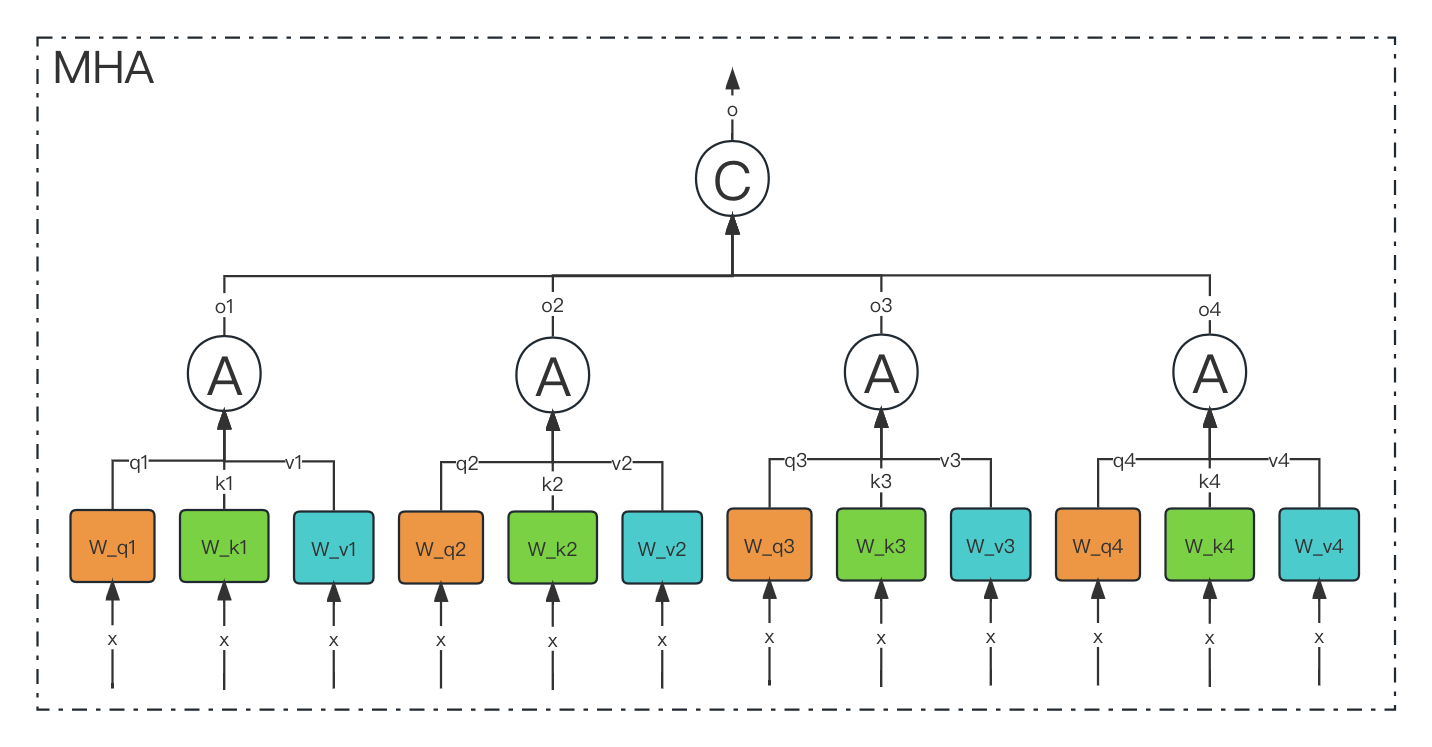 MHA
o
C
o1 o2 o3 o4
A A A A
q1 v1 q2 v2 q3 v3 q4 v4
k1 k2 k3 k4
W_q1 W_k1 W_v1 W_q2 W_k2 W_v2 W_q3 W_k3 W_v3 W_q4 W_k4 W_v4
x x x x x x x x x x x x